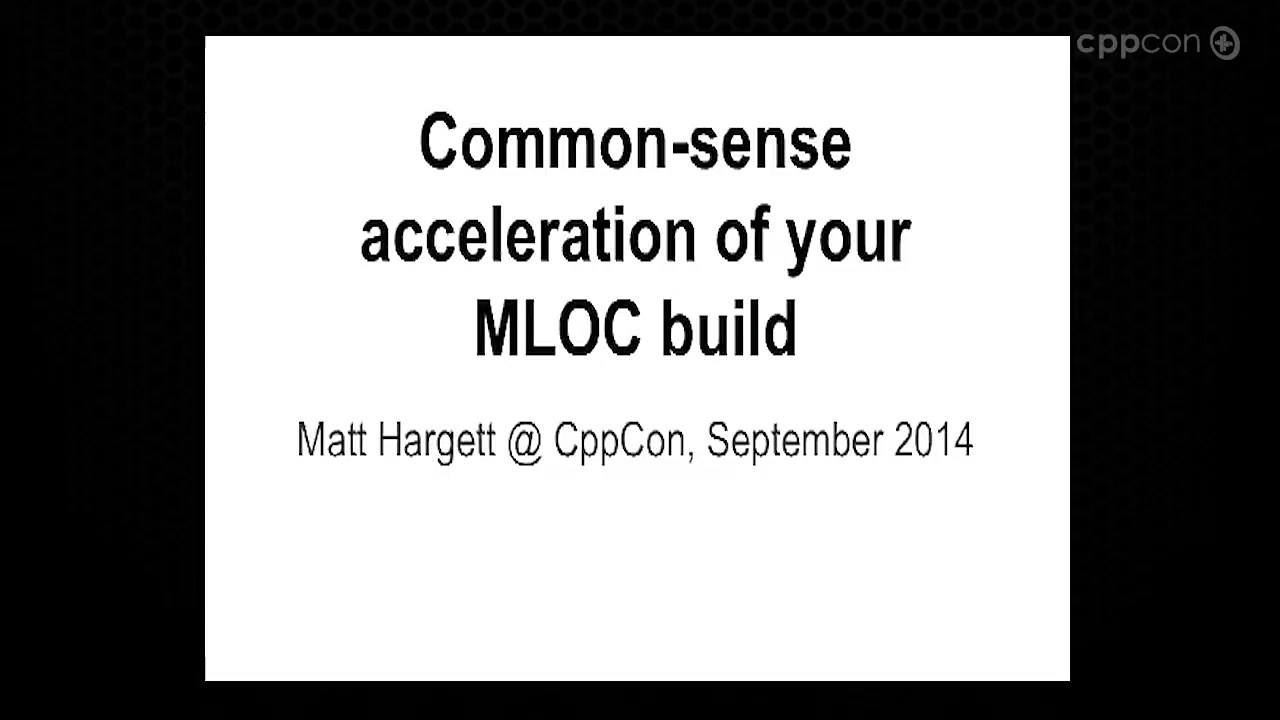 cppcon
Common-sense
acceleration of your
MLOC build
Matt Hargett @ CppCon, September 2014